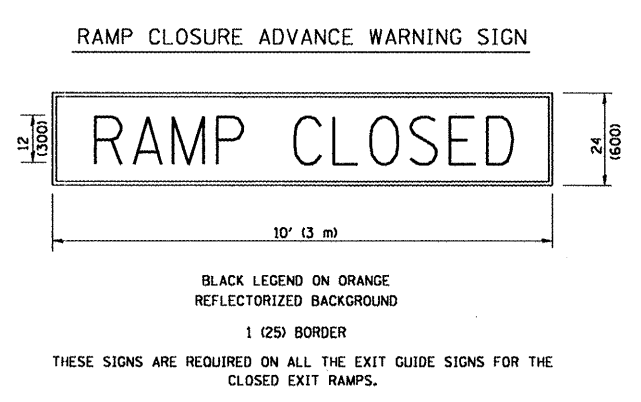 RAMP CLOSURE ADVANCE WARNING SIGN
RAMP CLOSED
12
(300)
24
(600)
10' (3 m)
BLACK LEGEND ON ORANGE
REFLECTORIZED BACKGROUND
1 (25) BORDER
THESE SIGNS ARE REQUIRED ON ALL THE EXIT GUIDE SIGNS FOR THE
CLOSED EXIT RAMPS.